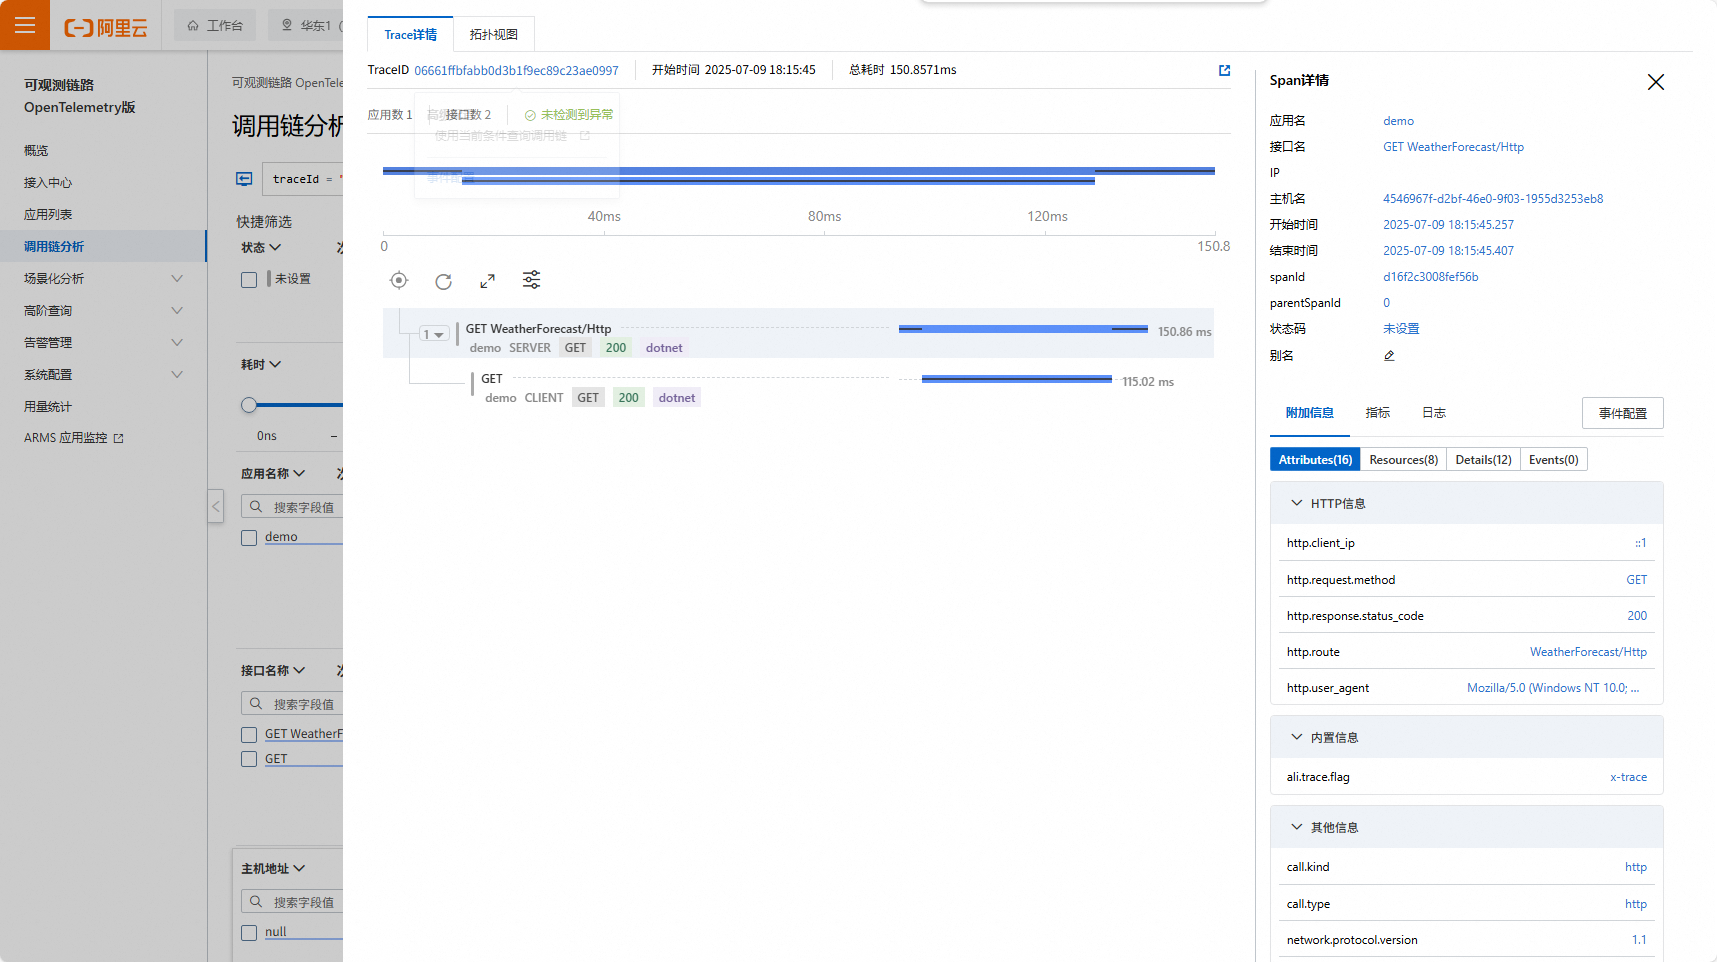 阿里云
工作台
华东1（
可观测链路
OpenTelemetry版
概览
接入中心
应用列表
调用链分析
场景化分析
高阶查询
告警管理
系统配置
用量统计
ARMS 应用监控
可观测链路 OpenTele
调用链分析
traceId = "
快捷筛选
状态
未设置
耗时
0ns
–
应用名称
搜索字段值
demo
接口名称
搜索字段值
GET WeatherF
GET
主机地址
搜索字段值
null
Trace详情
拓扑视图
TraceID 06661ffbfabb0d3b1f9ec89c23ae0997
开始时间 2025-07-09 18:15:45
总耗时 150.8571ms
应用数 1
接口数 2
未检测到异常
使用当前条件查询调用链
事件配置
40ms
80ms
120ms
0
150.8
1
GET WeatherForecast/Http
150.86 ms
demo SERVER GET 200 dotnet
GET
115.02 ms
demo CLIENT GET 200 dotnet
Span详情
应用名 demo
接口名 GET WeatherForecast/Http
IP
主机名 4546967f-d2bf-46e0-9f03-1955d3253eb8
开始时间 2025-07-09 18:15:45.257
结束时间 2025-07-09 18:15:45.407
spanId d16f2c3008fef56b
parentSpanId 0
状态码 未设置
别名
附加信息
指标
日志
事件配置
Attributes(16)
Resources(8)
Details(12)
Events(0)
HTTP信息
http.client_ip ::1
http.request.method GET
http.response.status_code 200
http.route WeatherForecast/Http
http.user_agent Mozilla/5.0 (Windows NT 10.0; ...
内置信息
ali.trace.flag x-trace
其他信息
call.kind http
call.type http
network.protocol.version 1.1